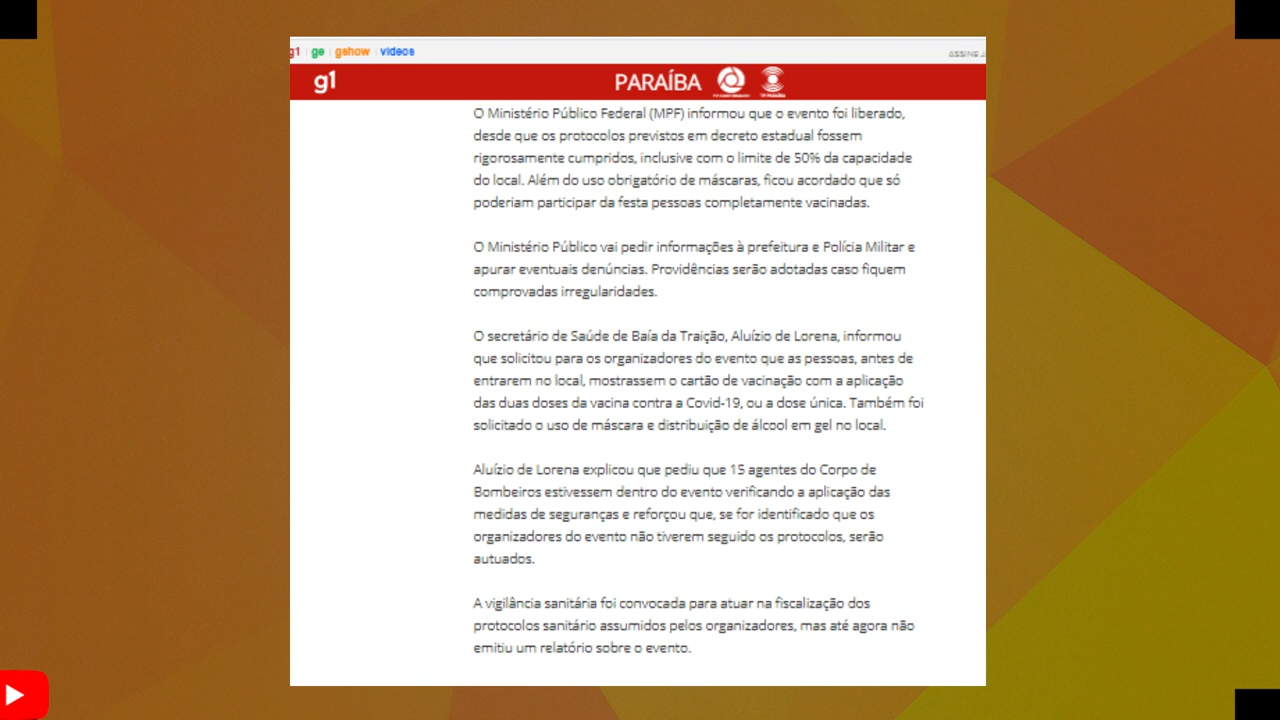 g1 ge gshow videos
g1 PARAÍBA
O Ministério Público Federal (MPF) informou que o evento foi liberado,
desde que os protocolos previstos em decreto estadual fossem
rigorosamente cumpridos, inclusive com o limite de 50% da capacidade
do local. Além do uso obrigatório de máscaras, ficou acordado que só
poderiam participar da festa pessoas completamente vacinadas.
O Ministério Público vai pedir informações à prefeitura e Polícia Militar e
apurar eventuais denúncias. Providências serão adotadas caso fiquem
comprovadas irregularidades.
O secretário de Saúde de Baía da Traição, Aluízio de Lorena, informou
que solicitou para os organizadores do evento que as pessoas, antes de
entrarem no local, mostrassem o cartão de vacinação com a aplicação
das duas doses da vacina contra a Covid-19, ou a dose única. Também foi
solicitado o uso de máscara e distribuição de álcool em gel no local.
Aluízio de Lorena explicou que pediu que 15 agentes do Corpo de
Bombeiros estivessem dentro do evento verificando a aplicação das
medidas de seguranças e reforçou que, se for identificado que os
organizadores do evento não tiverem seguido os protocolos, serão
autuados.
A vigilância sanitária foi convocada para atuar na fiscalização dos
protocolos sanitário assumidos pelos organizadores, mas até agora não
emitiu um relatório sobre o evento.